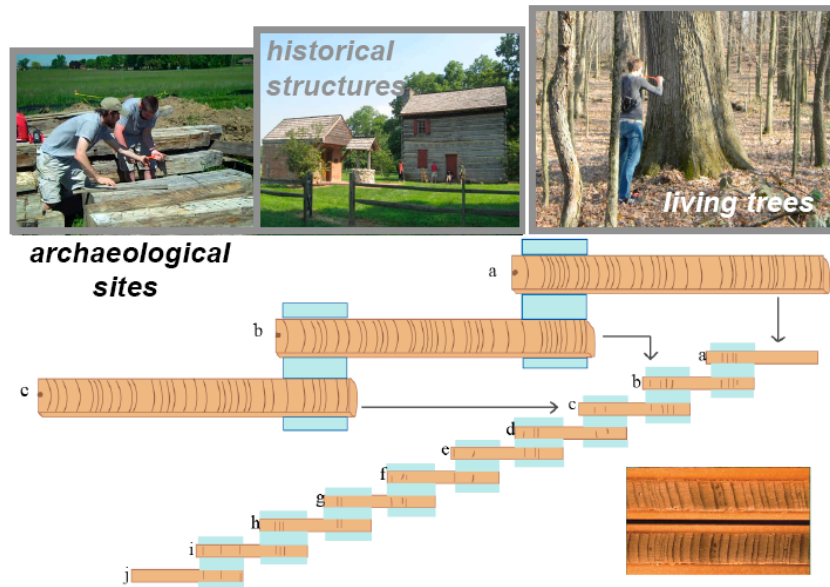 historical
structures
living trees
archaeological
sites
a
b
c
a
b
c
d
e
f
g
h
i
j